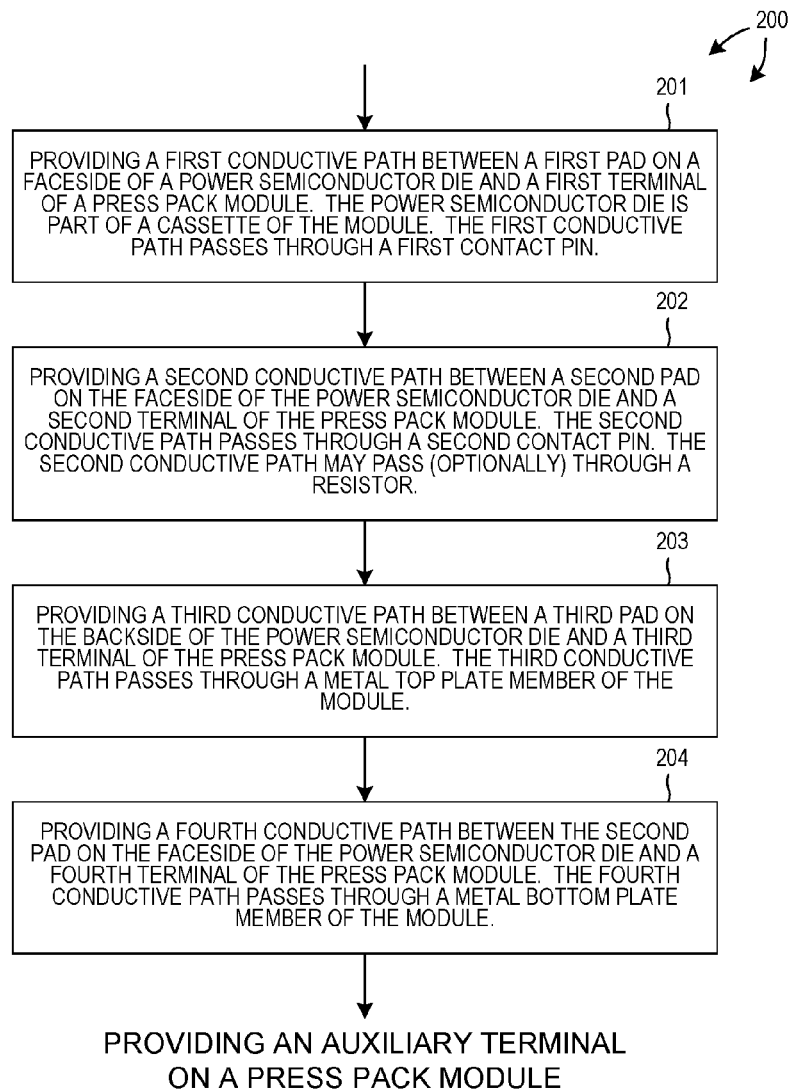 200
201
PROVIDING A FIRST CONDUCTIVE PATH BETWEEN A FIRST PAD ON A
FACESIDE OF A POWER SEMICONDUCTOR DIE AND A FIRST TERMINAL
OF A PRESS PACK MODULE. THE POWER SEMICONDUCTOR DIE IS
PART OF A CASSETTE OF THE MODULE. THE FIRST CONDUCTIVE
PATH PASSES THROUGH A FIRST CONTACT PIN.
202
PROVIDING A SECOND CONDUCTIVE PATH BETWEEN A SECOND PAD
ON THE FACESIDE OF THE POWER SEMICONDUCTOR DIE AND A
SECOND TERMINAL OF THE PRESS PACK MODULE. THE SECOND
CONDUCTIVE PATH PASSES THROUGH A SECOND CONTACT PIN. THE
SECOND CONDUCTIVE PATH MAY PASS (OPTIONALLY) THROUGH A
RESISTOR.
203
PROVIDING A THIRD CONDUCTIVE PATH BETWEEN A THIRD PAD ON
THE BACKSIDE OF THE POWER SEMICONDUCTOR DIE AND A THIRD
TERMINAL OF THE PRESS PACK MODULE. THE THIRD CONDUCTIVE
PATH PASSES THROUGH A METAL TOP PLATE MEMBER OF THE
MODULE.
204
PROVIDING A FOURTH CONDUCTIVE PATH BETWEEN THE SECOND
PAD ON THE FACESIDE OF THE POWER SEMICONDUCTOR DIE AND A
FOURTH TERMINAL OF THE PRESS PACK MODULE. THE FOURTH
CONDUCTIVE PATH PASSES THROUGH A METAL BOTTOM PLATE
MEMBER OF THE MODULE.
PROVIDING AN AUXILIARY TERMINAL
ON A PRESS PACK MODULE